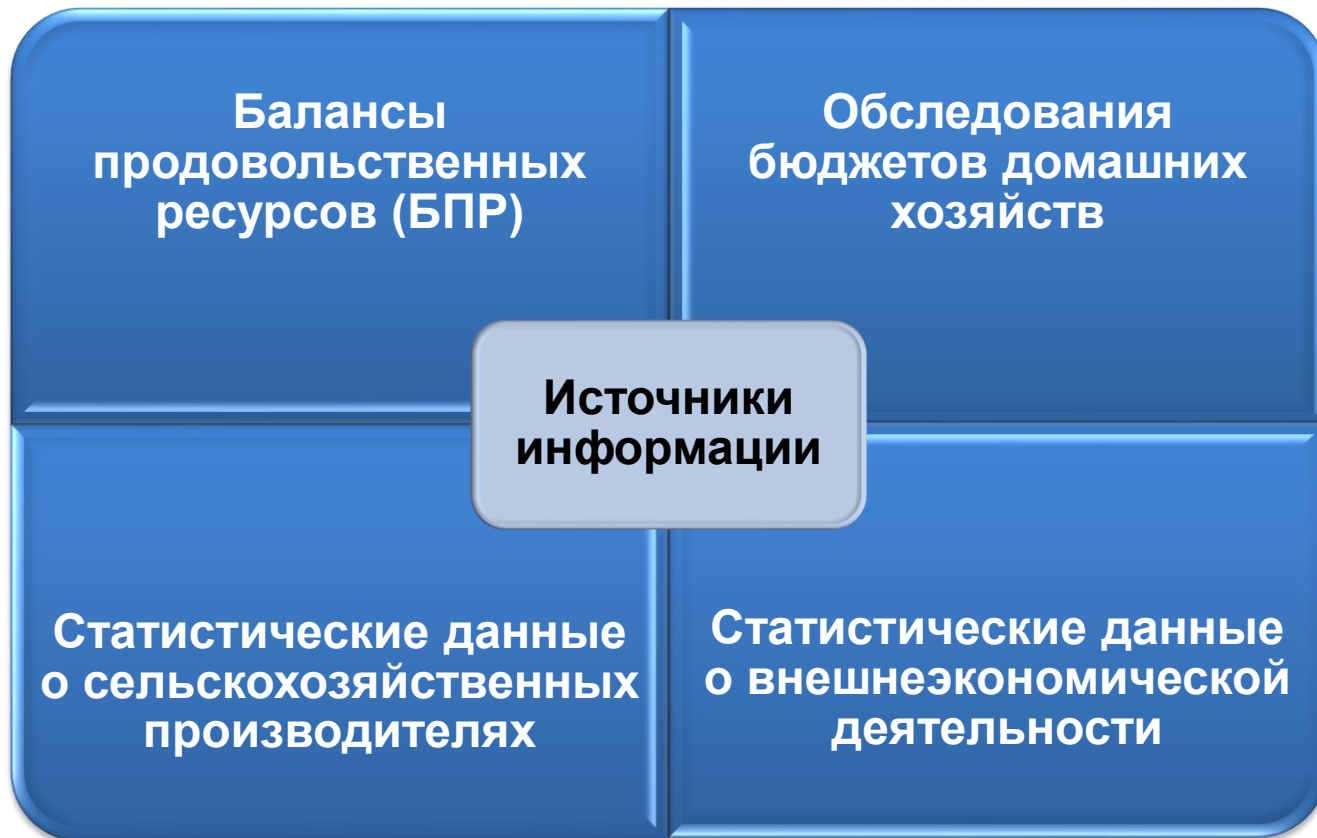 Балансы
продовольственных
ресурсов (БПР)
Обследования
бюджетов домашних
хозяйств
Источники
информации
Статистические данные
о сельскохозяйственных
производителях
Статистические данные
о внешнеэкономической
деятельности